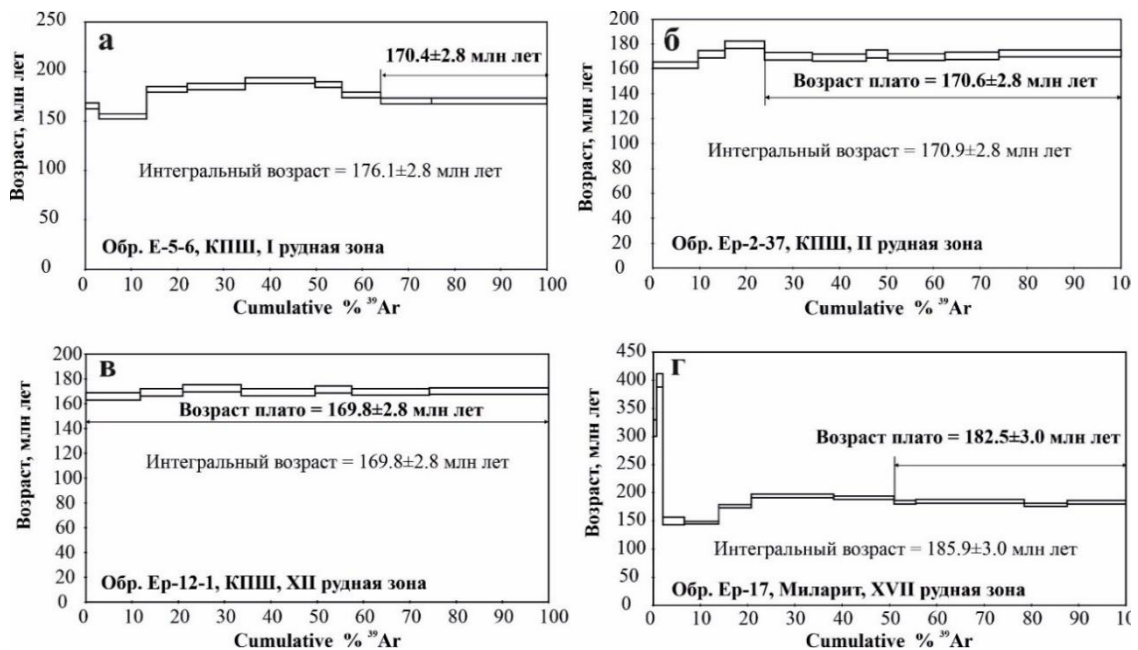 а
Возраст, млн лет
250
200
150
100
50
0
170.4±2.8 млн лет
Интегральный возраст = 176.1±2.8 млн лет
Обр. Е-5-6, КПШ, I рудная зона
0 10 20 30 40 50 60 70 80 90 100
Cumulative % ³⁹Ar
б
Возраст, млн лет
200
180
160
140
120
100
80
60
40
20
0
Возраст плато = 170.6±2.8 млн лет
Интегральный возраст = 170.9±2.8 млн лет
Обр. Ер-2-37, КПШ, II рудная зона
0 10 20 30 40 50 60 70 80 90 10
Cumulative % ³⁹Ar
в
Возраст, млн лет
200
180
160
140
120
100
80
60
40
20
0
Возраст плато = 169.8±2.8 млн лет
Интегральный возраст = 169.8±2.8 млн лет
Обр. Ер-12-1, КПШ, XII рудная зона
0 10 20 30 40 50 60 70 80 90 100
Cumulative % ³⁹Ar
г
Возраст, млн лет
450
400
350
300
250
200
150
100
50
0
Возраст плато = 182.5±3.0 млн лет
Интегральный возраст = 185.9±3.0 млн лет
Обр. Ер-17, Миларит, XVII рудная зона
0 10 20 30 40 50 60 70 80 90 10
Cumulative % ³⁹Ar